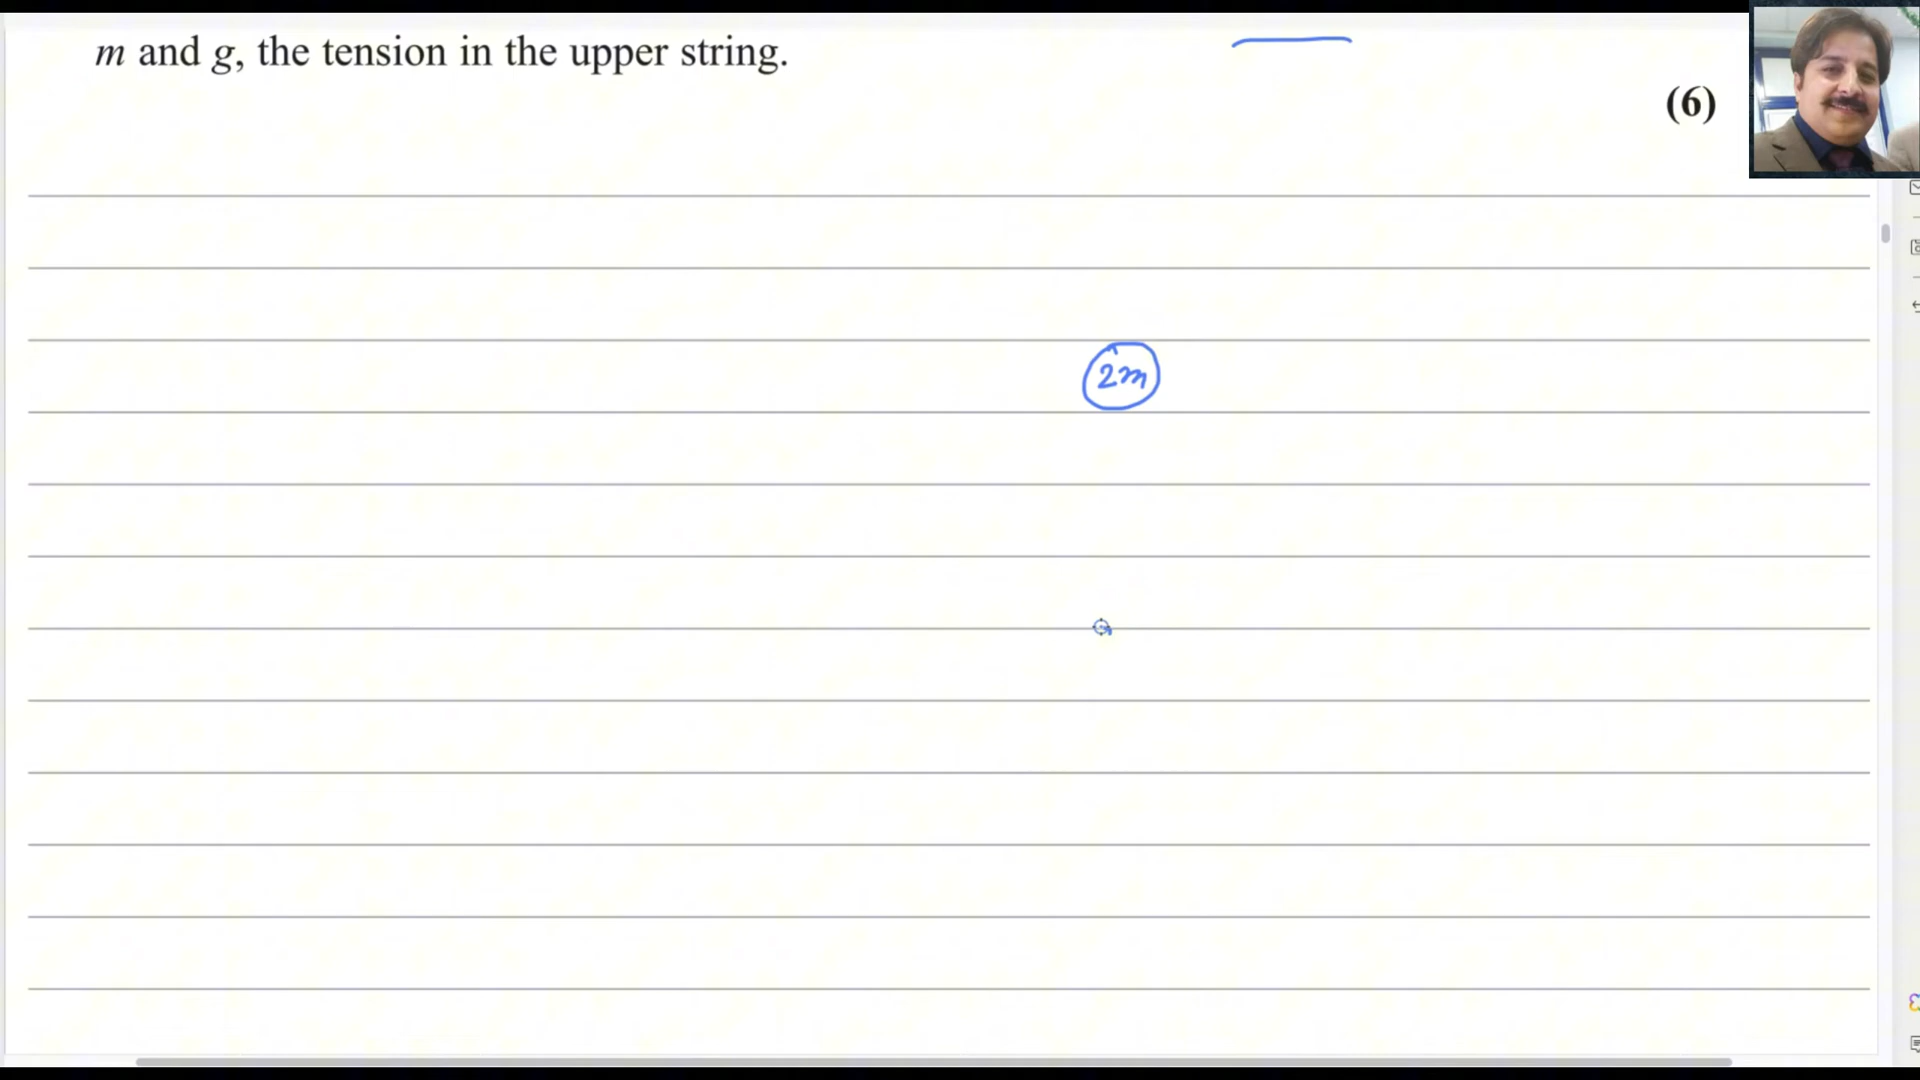 m and g, the tension in the upper string.
(6)
2m